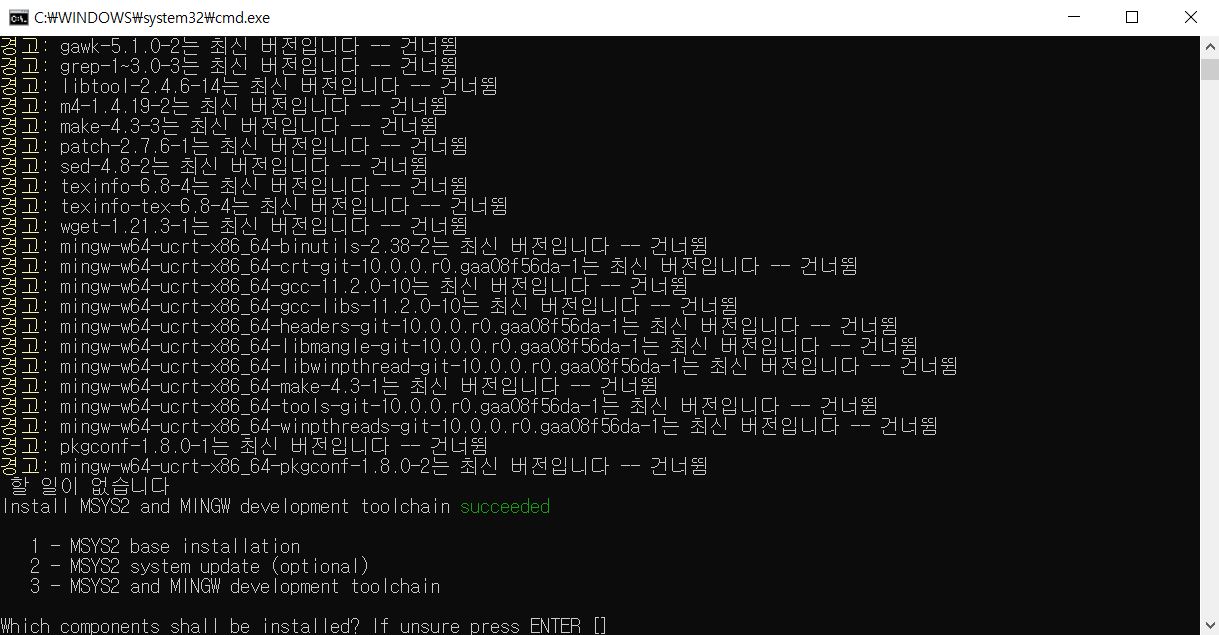 C:₩WINDOWS₩system32₩cmd.exe
경고: gawk-5.1.0-2는 최신 버전입니다 -- 건너뜀
경고: grep-1~3.0-3는 최신 버전입니다 -- 건너뜀
경고: libtool-2.4.6-14는 최신 버전입니다 -- 건너뜀
경고: m4-1.4.19-2는 최신 버전입니다 -- 건너뜀
경고: make-4.3-3는 최신 버전입니다 -- 건너뜀
경고: patch-2.7.6-1는 최신 버전입니다 -- 건너뜀
경고: sed-4.8-2는 최신 버전입니다 -- 건너뜀
경고: texinfo-6.8-4는 최신 버전입니다 -- 건너뜀
경고: texinfo-tex-6.8-4는 최신 버전입니다 -- 건너뜀
경고: wget-1.21.3-1는 최신 버전입니다 -- 건너뜀
경고: mingw-w64-ucrt-x86_64-binutils-2.38-2는 최신 버전입니다 -- 건너뜀
경고: mingw-w64-ucrt-x86_64-crt-git-10.0.0.r0.gaa08f56da-1는 최신 버전입니다 -- 건너뜀
경고: mingw-w64-ucrt-x86_64-gcc-11.2.0-10는 최신 버전입니다 -- 건너뜀
경고: mingw-w64-ucrt-x86_64-gcc-libs-11.2.0-10는 최신 버전입니다 -- 건너뜀
경고: mingw-w64-ucrt-x86_64-headers-git-10.0.0.r0.gaa08f56da-1는 최신 버전입니다 -- 건너뜀
경고: mingw-w64-ucrt-x86_64-libmangle-git-10.0.0.r0.gaa08f56da-1는 최신 버전입니다 -- 건너뜀
경고: mingw-w64-ucrt-x86_64-libwinpthread-git-10.0.0.r0.gaa08f56da-1는 최신 버전입니다 -- 건너뜀
경고: mingw-w64-ucrt-x86_64-make-4.3-1는 최신 버전입니다 -- 건너뜀
경고: mingw-w64-ucrt-x86_64-tools-git-10.0.0.r0.gaa08f56da-1는 최신 버전입니다 -- 건너뜀
경고: mingw-w64-ucrt-x86_64-winpthreads-git-10.0.0.r0.gaa08f56da-1는 최신 버전입니다 -- 건너뜀
경고: pkgconf-1.8.0-1는 최신 버전입니다 -- 건너뜀
경고: mingw-w64-ucrt-x86_64-pkgconf-1.8.0-2는 최신 버전입니다 -- 건너뜀
할 일이 없습니다
Install MSYS2 and MINGW development toolchain succeeded
1 - MSYS2 base installation
2 - MSYS2 system update (optional)
3 - MSYS2 and MINGW development toolchain
Which components shall be installed? If unsure press ENTER []